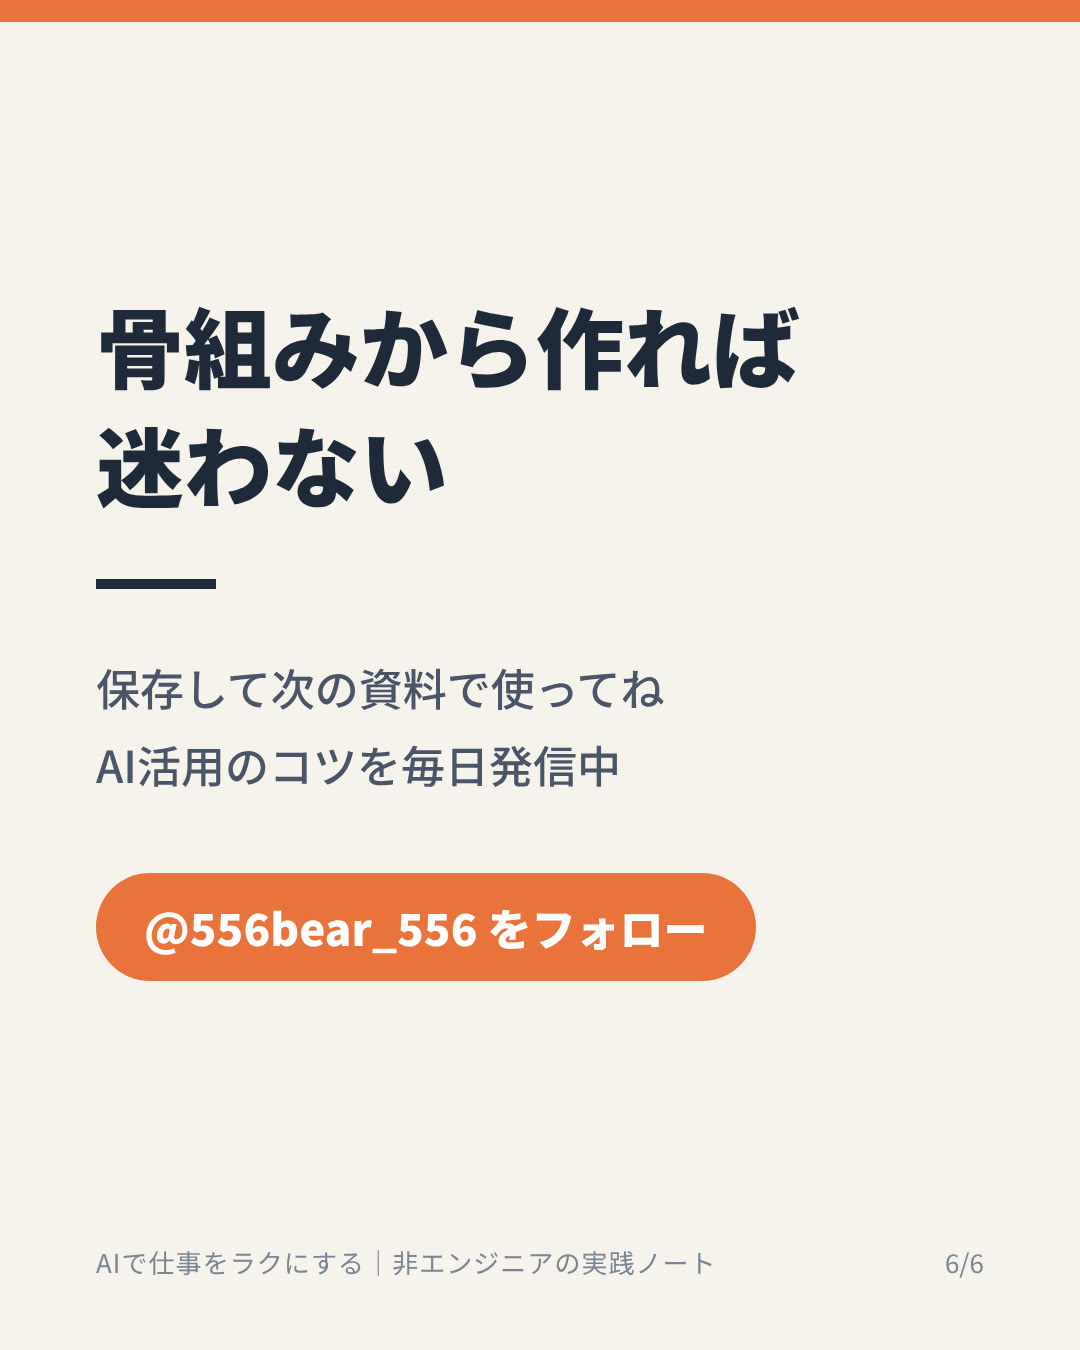 骨組みから作れば
迷わない
保存して次の資料で使ってね
AI活用のコツを毎日発信中
@556bear_556 をフォロー
AIで仕事をラクにする｜非エンジニアの実践ノート
6/6